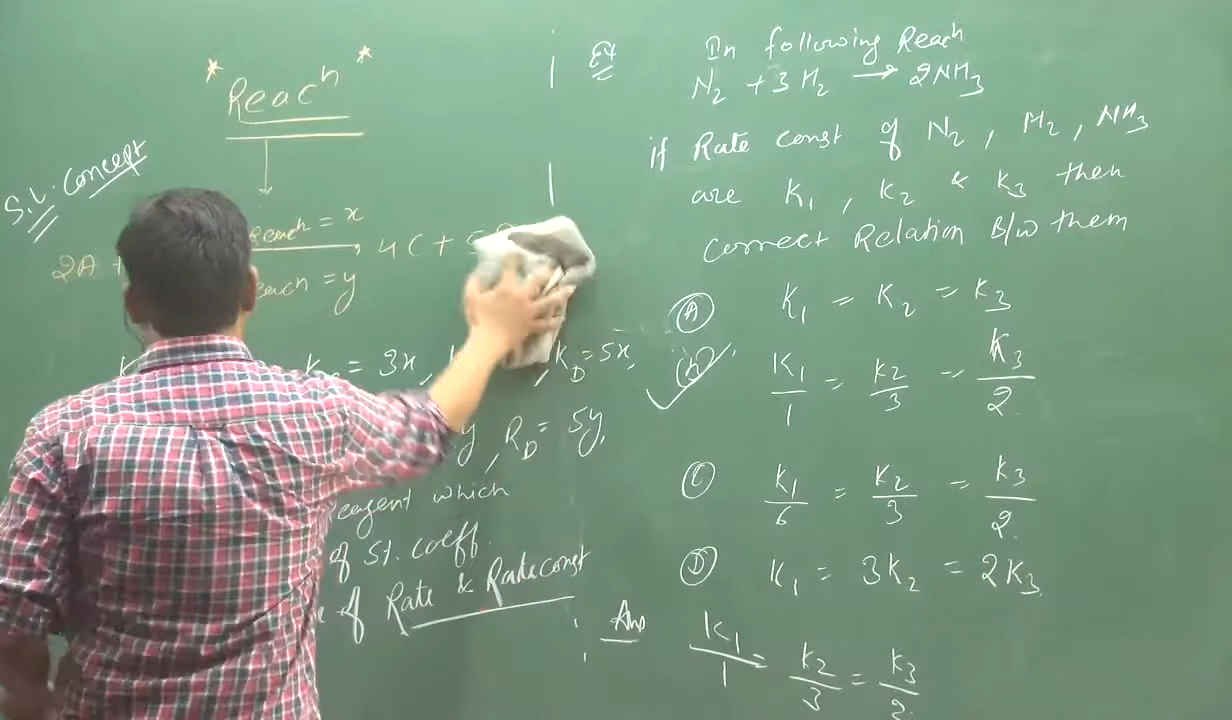 * Reacⁿ *
S.L. Concept
Reacⁿ = x
2A + 4C + 5
Reacⁿ = y
= 3x, K_D = 5x,
y, R_D = 5y,
reagent which
of St. coeff.
of Rate & Rate const
Ex In following Reacⁿ
N₂ + 3H₂ → 2NH₃
if Rate const of N₂, H₂, NH₃
are K₁, K₂ & K₃ then
correct Relation B/w them
(A) K₁ = K₂ = K₃
K₁/1 = K₂/3 = K₃/2
(C) K₁/6 = K₂/3 = K₃/2
(D) K₁ = 3K₂ = 2K₃
Ans K₁/1 = K₂/3 = K₃/2